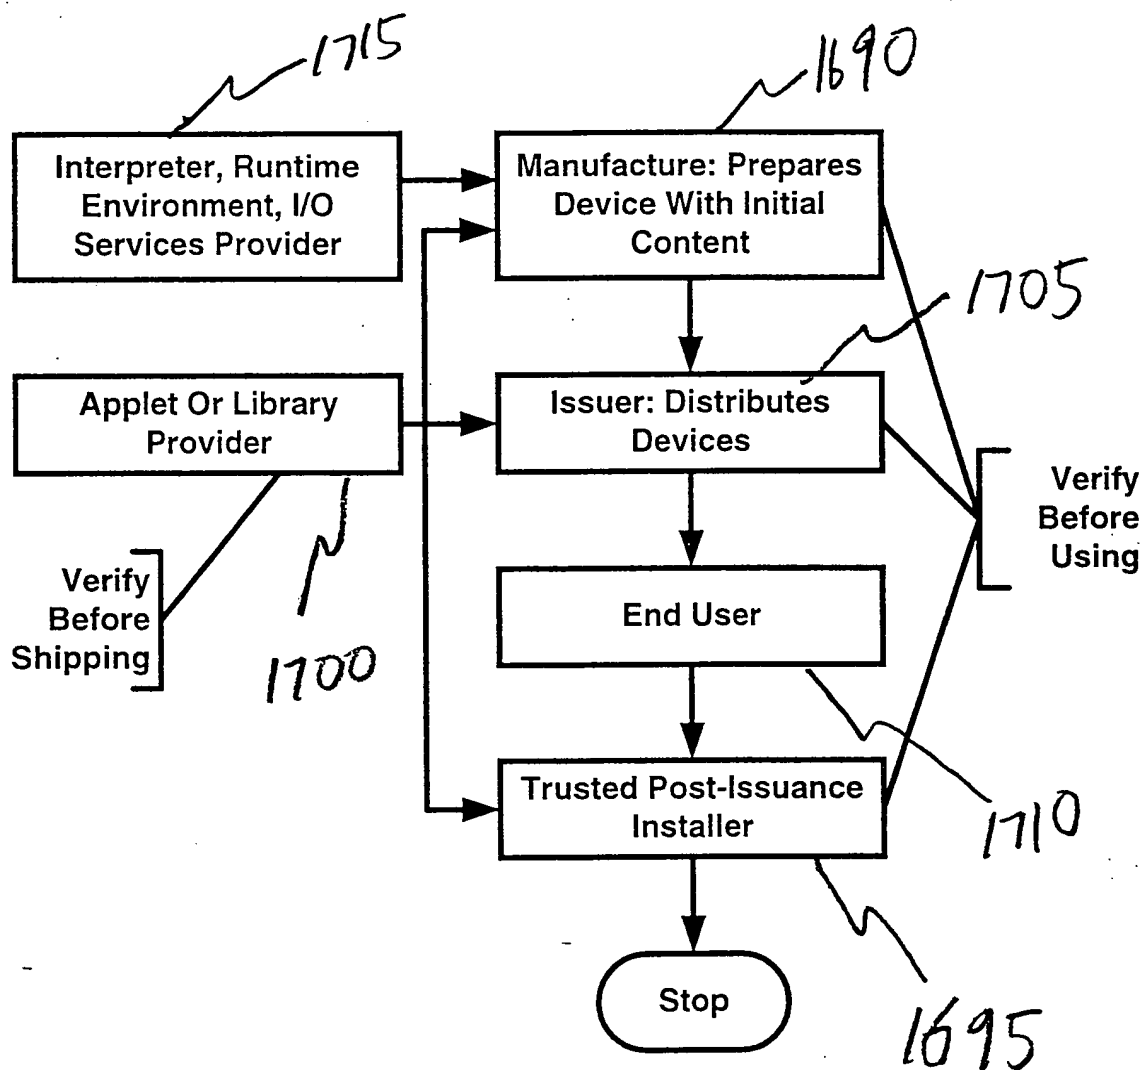 1715
1690
Interpreter, Runtime
Environment, I/O
Services Provider
Manufacture: Prepares
Device With Initial
Content
1705
Applet Or Library
Provider
Issuer: Distributes
Devices
Verify
Before
Using
Verify
Before
Shipping
1700
End User
Trusted Post-Issuance
Installer
1710
Stop
1695